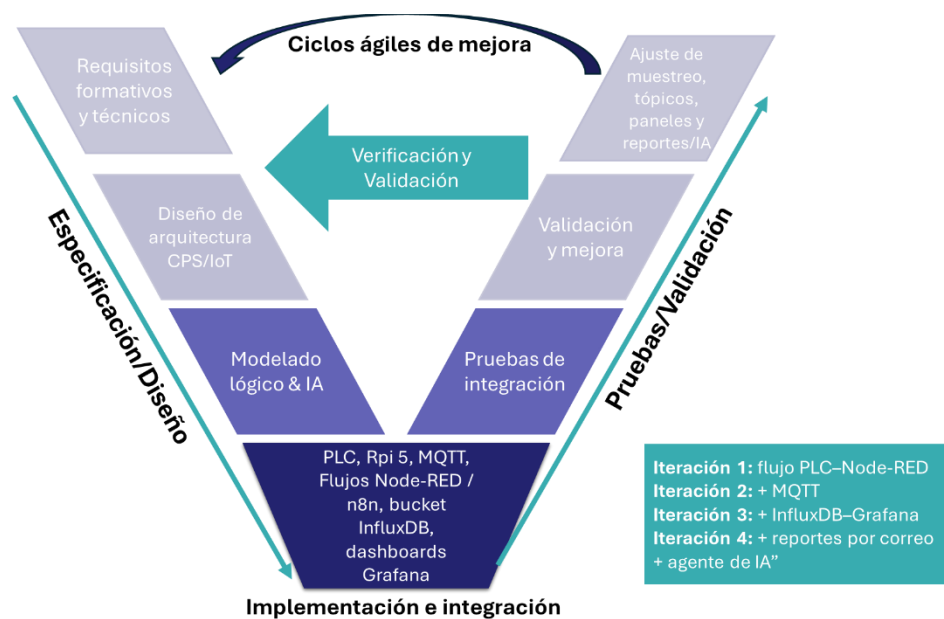 Ciclos ágiles de mejora
Requisitos
formativos
y técnicos
Ajuste de
muestreo,
tópicos,
paneles y
reportes/IA
Verificación y
Validación
Diseño de
arquitectura
CPS/IoT
Validación
y mejora
Especificación/Diseño
Pruebas/Validación
Modelado
lógico & IA
Pruebas de
integración
PLC, Rpi 5, MQTT,
Flujos Node-RED /
n8n, bucket
InfluxDB,
dashboards
Grafana
Implementación e integración
Iteración 1: flujo PLC–Node-RED
Iteración 2: + MQTT
Iteración 3: + InfluxDB–Grafana
Iteración 4: + reportes por correo
+ agente de IA”